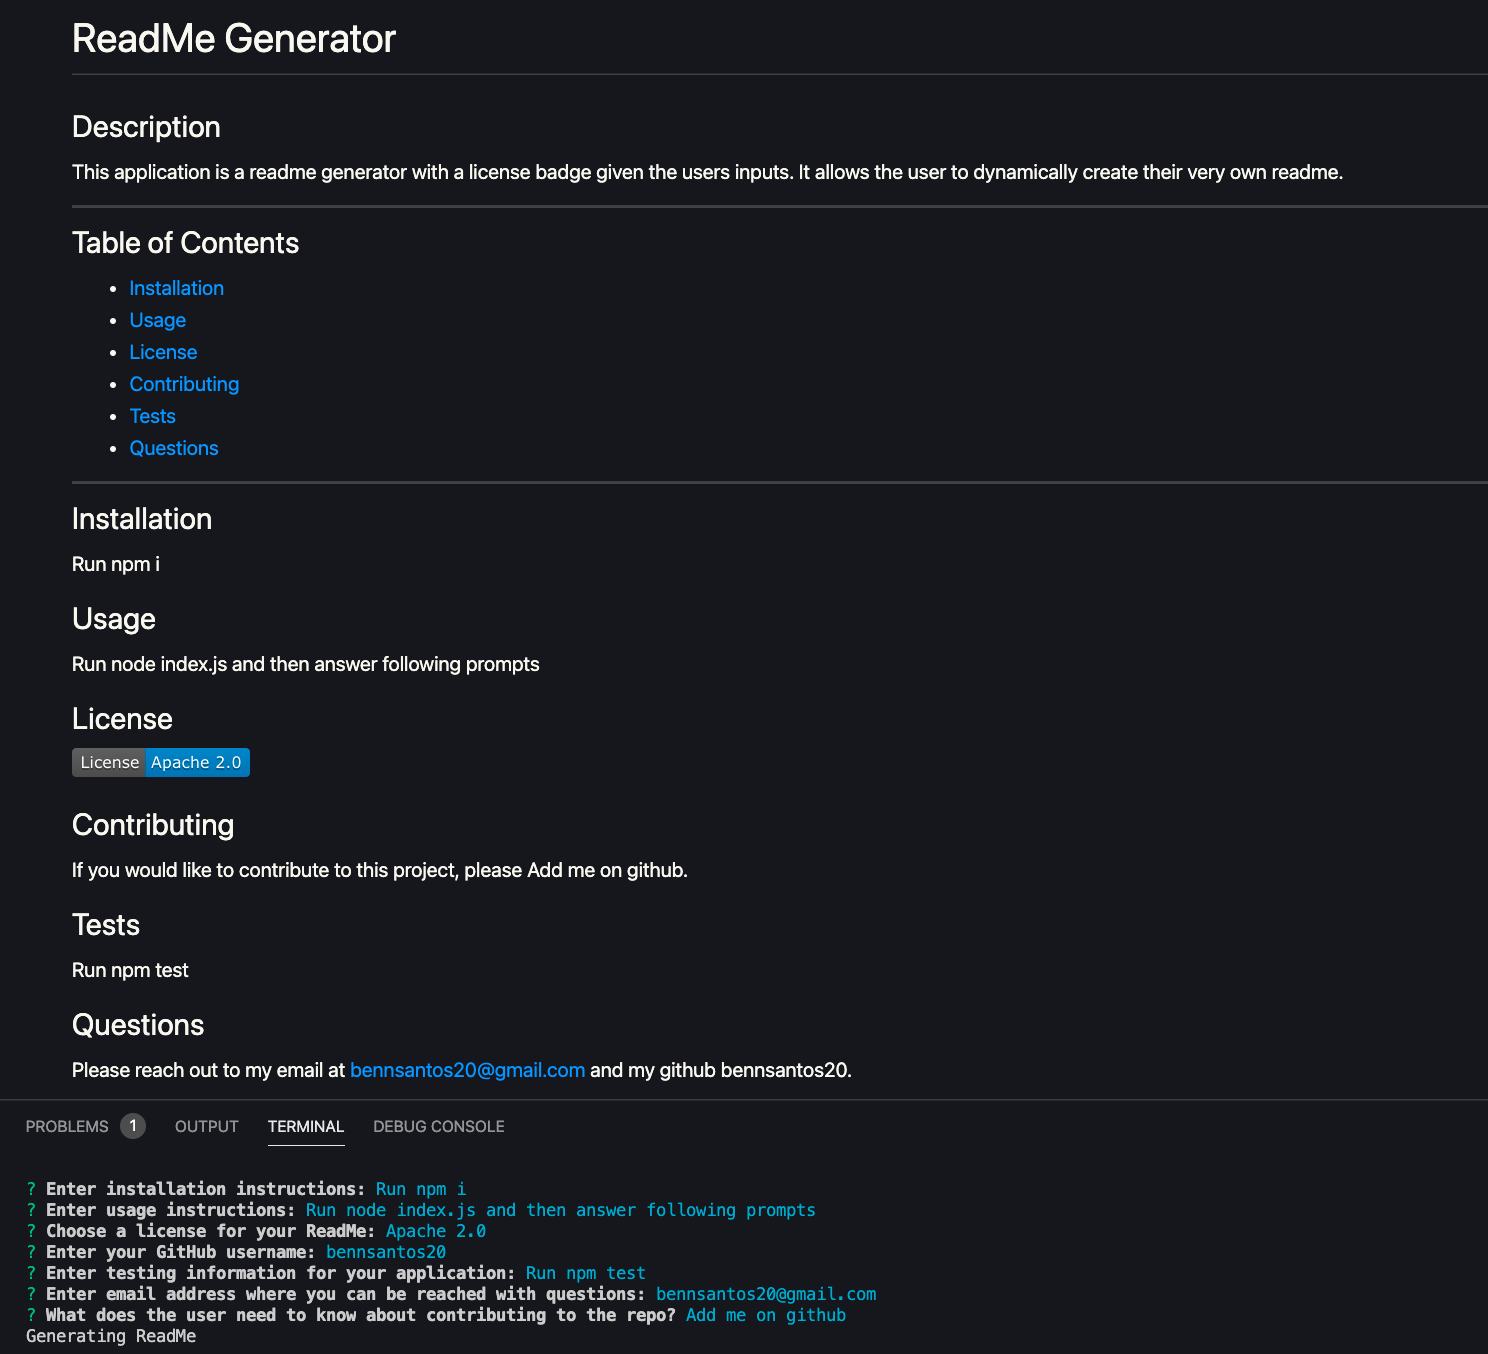 ReadMe Generator
Description
This application is a readme generator with a license badge given the users inputs. It allows the user to dynamically create their very own readme.
Table of Contents
• Installation
• Usage
• License
• Contributing
• Tests
• Questions
Installation
Run npm i
Usage
Run node index.js and then answer following prompts
License
License Apache 2.0
Contributing
If you would like to contribute to this project, please Add me on github.
Tests
Run npm test
Questions
Please reach out to my email at bennsantos20@gmail.com and my github bennsantos20.
PROBLEMS 1 OUTPUT TERMINAL DEBUG CONSOLE
? Enter installation instructions: Run npm i
? Enter usage instructions: Run node index.js and then answer following prompts
? Choose a license for your ReadMe: Apache 2.0
? Enter your GitHub username: bennsantos20
? Enter testing information for your application: Run npm test
? Enter email address where you can be reached with questions: bennsantos20@gmail.com
? What does the user need to know about contributing to the repo? Add me on github
Generating ReadMe